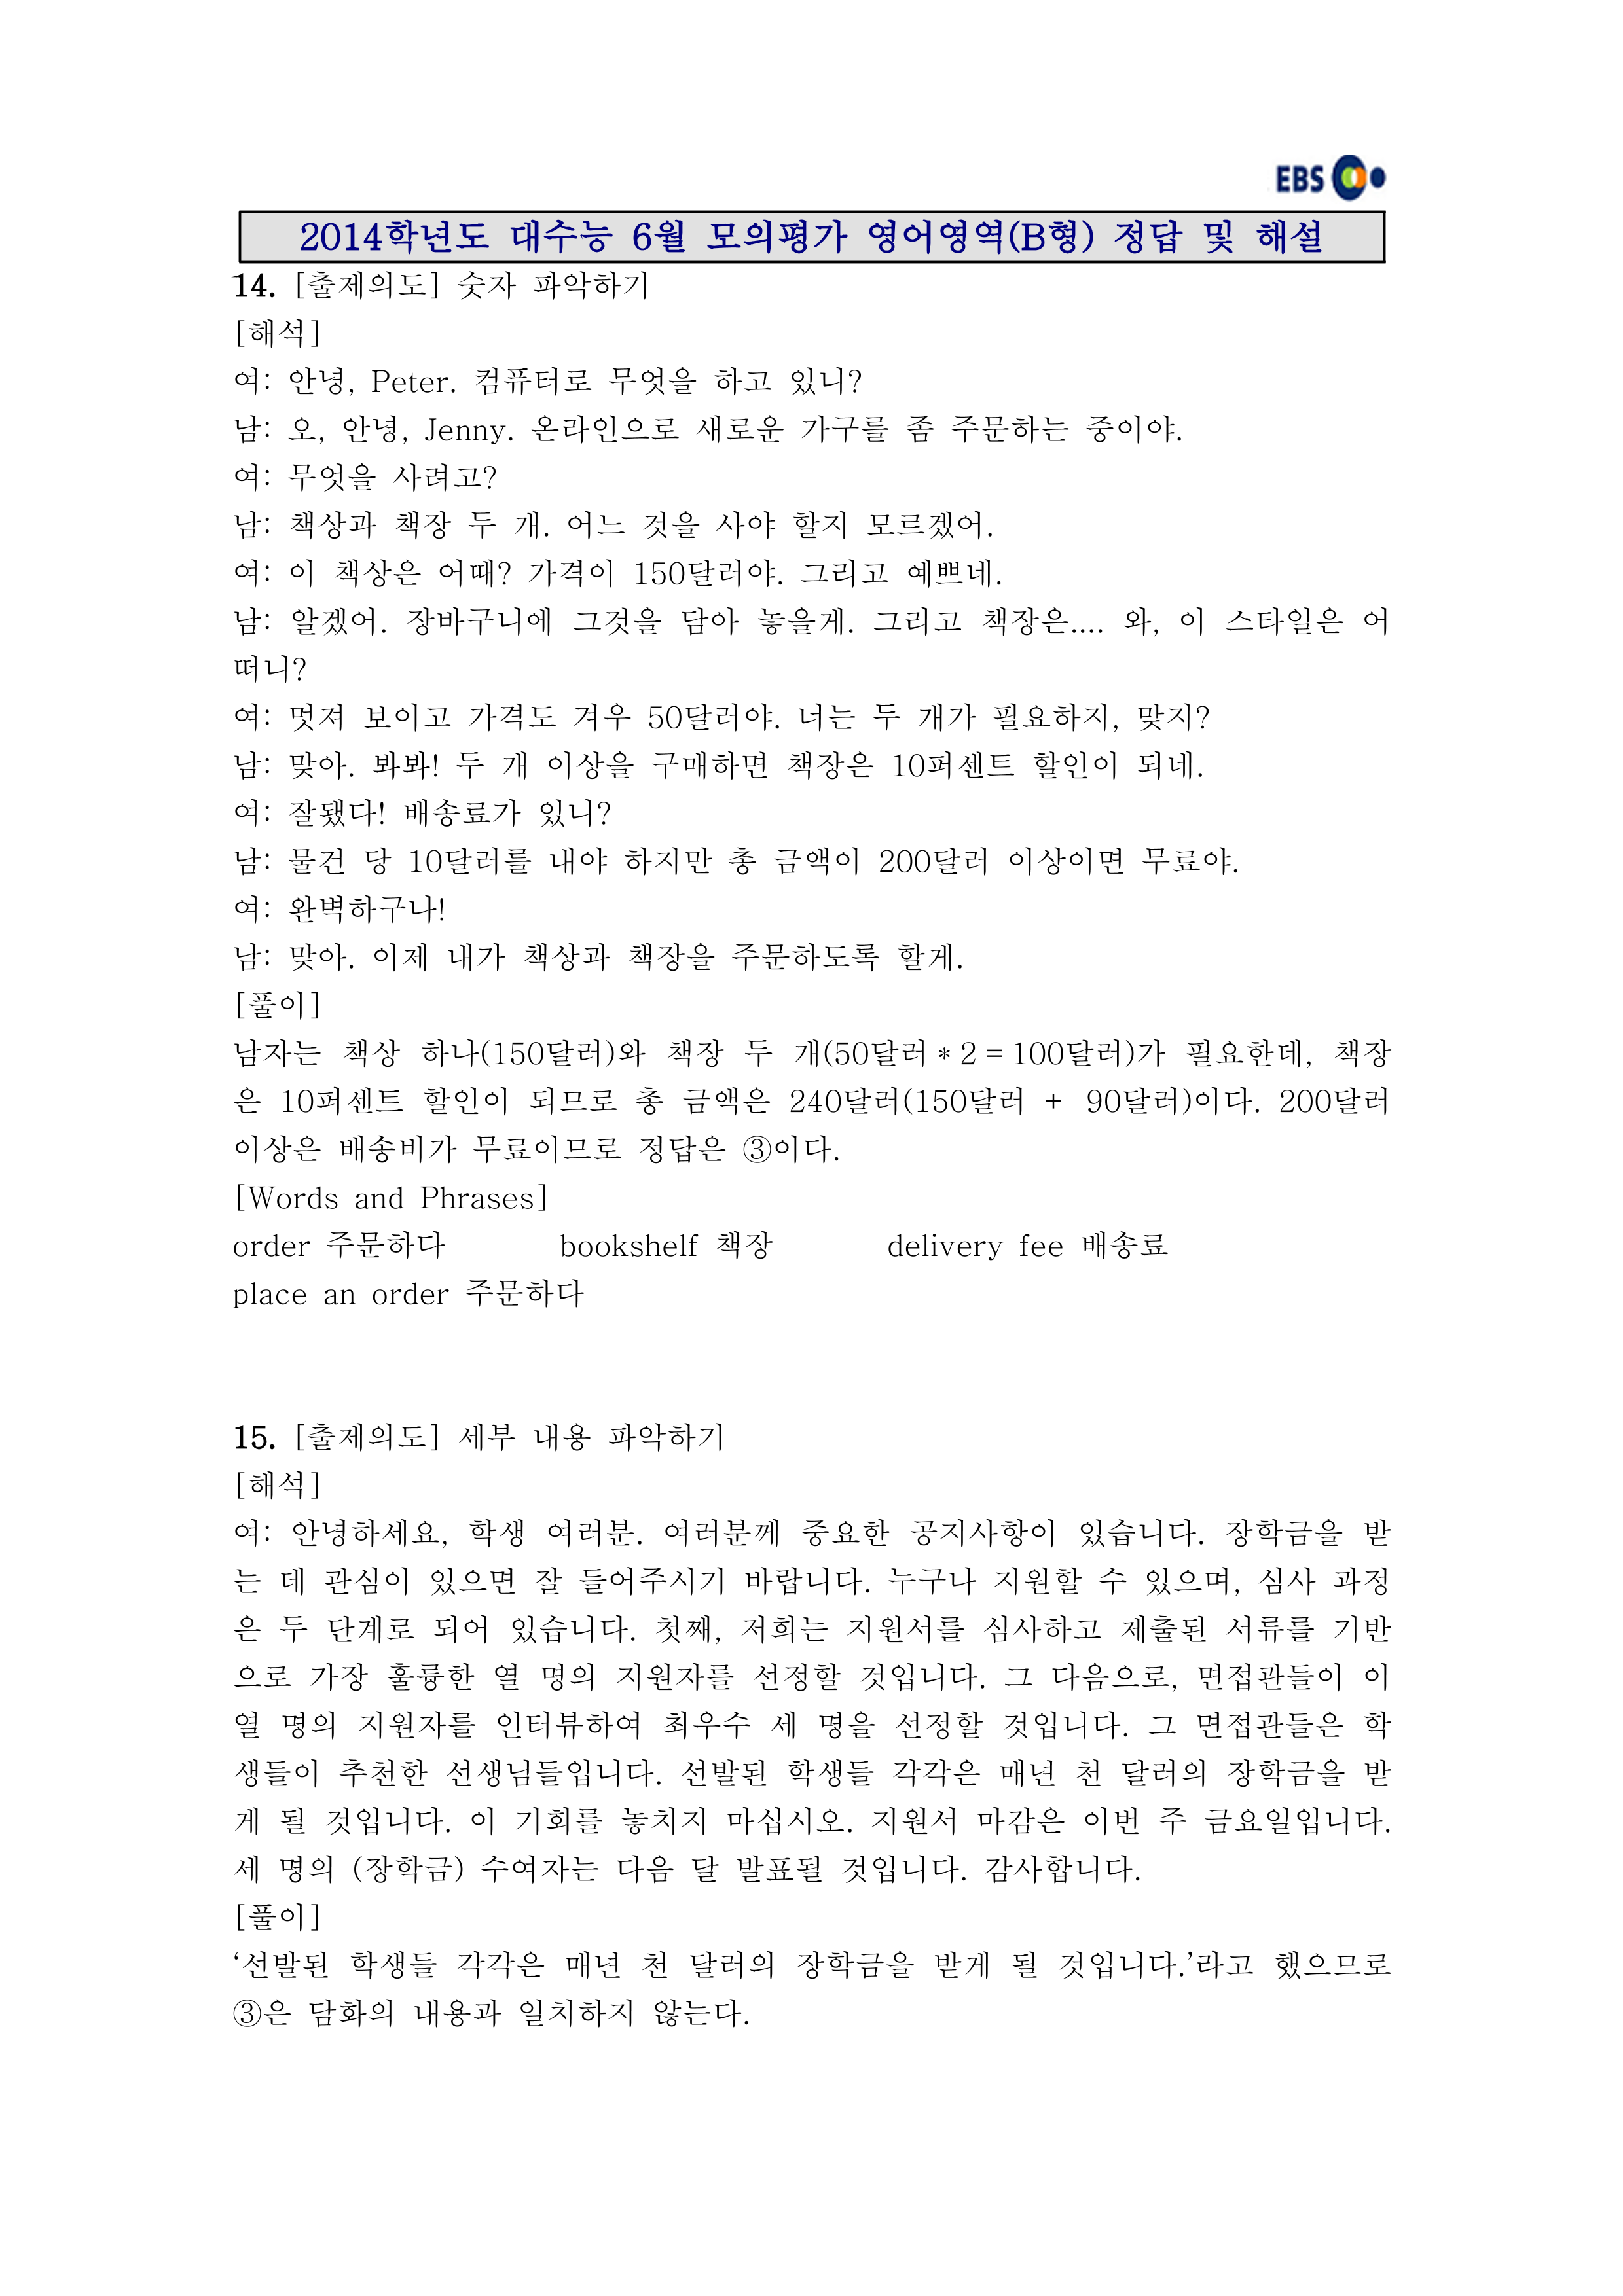 EBS
2014학년도 대수능 6월 모의평가 영어영역(B형) 정답 및 해설
14. [출제의도] 숫자 파악하기
[해석]
여: 안녕, Peter. 컴퓨터로 무엇을 하고 있니?
남: 오, 안녕, Jenny. 온라인으로 새로운 가구를 좀 주문하는 중이야.
여: 무엇을 사려고?
남: 책상과 책장 두 개. 어느 것을 사야 할지 모르겠어.
여: 이 책상은 어때? 가격이 150달러야. 그리고 예쁘네.
남: 알겠어. 장바구니에 그것을 담아 놓을게. 그리고 책장은.... 와, 이 스타일은 어
떠니?
여: 멋져 보이고 가격도 겨우 50달러야. 너는 두 개가 필요하지, 맞지?
남: 맞아. 봐봐! 두 개 이상을 구매하면 책장은 10퍼센트 할인이 되네.
여: 잘됐다! 배송료가 있니?
남: 물건 당 10달러를 내야 하지만 총 금액이 200달러 이상이면 무료야.
여: 완벽하구나!
남: 맞아. 이제 내가 책상과 책장을 주문하도록 할게.
[풀이]
남자는 책상 하나(150달러)와 책장 두 개(50달러 * 2 = 100달러)가 필요한데, 책장
은 10퍼센트 할인이 되므로 총 금액은 240달러(150달러 + 90달러)이다. 200달러
이상은 배송비가 무료이므로 정답은 ③이다.
[Words and Phrases]
order 주문하다 bookshelf 책장 delivery fee 배송료
place an order 주문하다
15. [출제의도] 세부 내용 파악하기
[해석]
여: 안녕하세요, 학생 여러분. 여러분께 중요한 공지사항이 있습니다. 장학금을 받
는 데 관심이 있으면 잘 들어주시기 바랍니다. 누구나 지원할 수 있으며, 심사 과정
은 두 단계로 되어 있습니다. 첫째, 저희는 지원서를 심사하고 제출된 서류를 기반
으로 가장 훌륭한 열 명의 지원자를 선정할 것입니다. 그 다음으로, 면접관들이 이
열 명의 지원자를 인터뷰하여 최우수 세 명을 선정할 것입니다. 그 면접관들은 학
생들이 추천한 선생님들입니다. 선발된 학생들 각각은 매년 천 달러의 장학금을 받
게 될 것입니다. 이 기회를 놓치지 마십시오. 지원서 마감은 이번 주 금요일입니다.
세 명의 (장학금) 수여자는 다음 달 발표될 것입니다. 감사합니다.
[풀이]
‘선발된 학생들 각각은 매년 천 달러의 장학금을 받게 될 것입니다.’라고 했으므로
③은 담화의 내용과 일치하지 않는다.